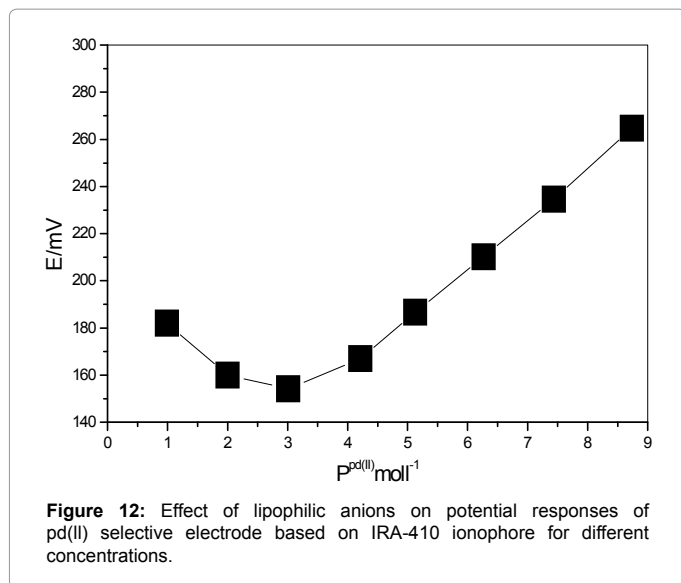 300
280
260
240
220
200
180
160
140
E/mV
0 1 2 3 4 5 6 7 8 9
P^pd(II) moll^-1
Figure 12: Effect of lipophilic anions on potential responses of
pd(II) selective electrode based on IRA-410 ionophore for different
concentrations.